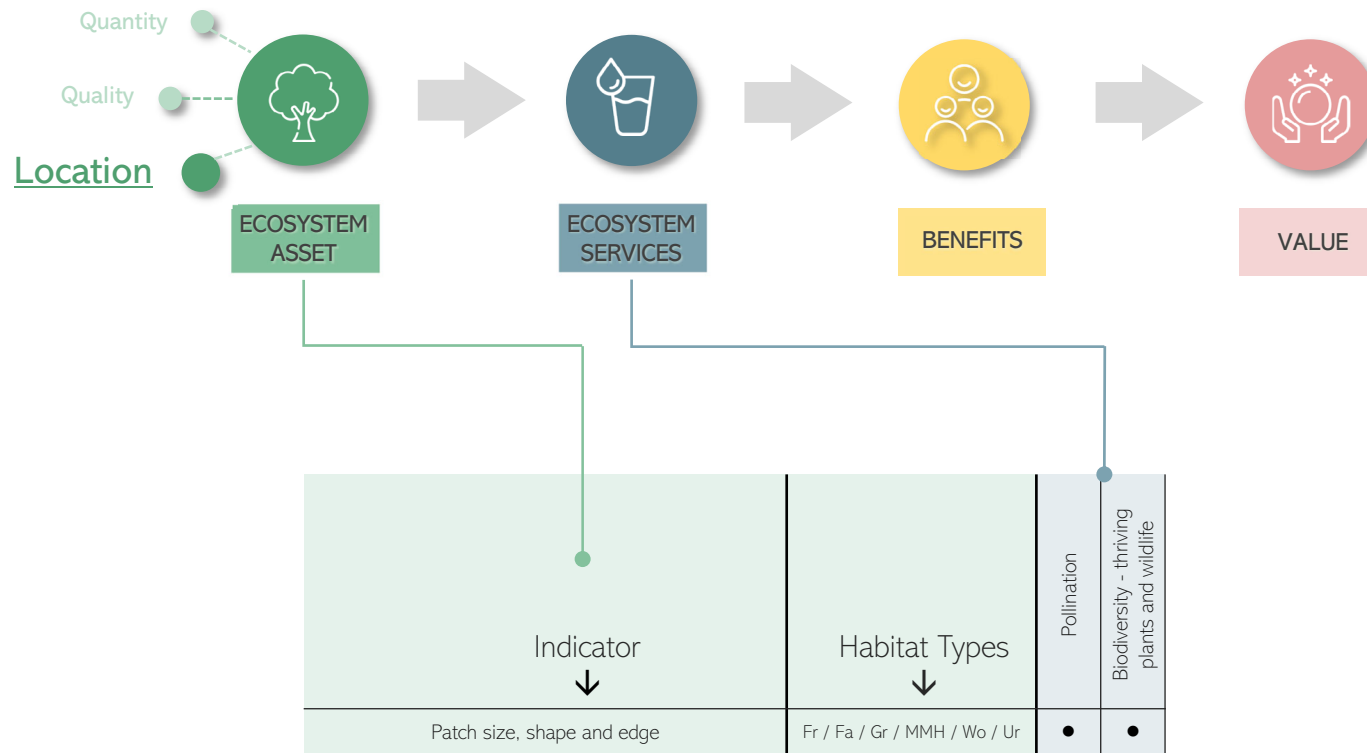 Quantity
Quality
Location
ECOSYSTEM
ASSET
ECOSYSTEM
SERVICES
BENEFITS
VALUE
Indicator
Habitat Types
Pollination
Biodiversity - thriving
plants and wildlife
Patch size, shape and edge
Fr / Fa / Gr / MMH / Wo / Ur